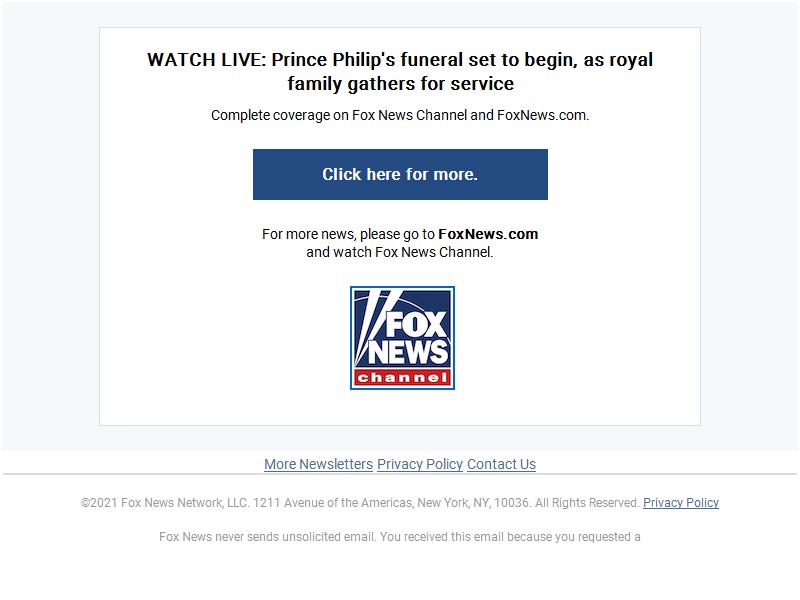 WATCH LIVE: Prince Philip's funeral set to begin, as royal
family gathers for service
Complete coverage on Fox News Channel and FoxNews.com.
Click here for more.
For more news, please go to FoxNews.com
and watch Fox News Channel.
FOX
NEWS
channel
More Newsletters Privacy Policy Contact Us
©2021 Fox News Network, LLC. 1211 Avenue of the Americas, New York, NY, 10036. All Rights Reserved. Privacy Policy
Fox News never sends unsolicited email. You received this email because you requested a